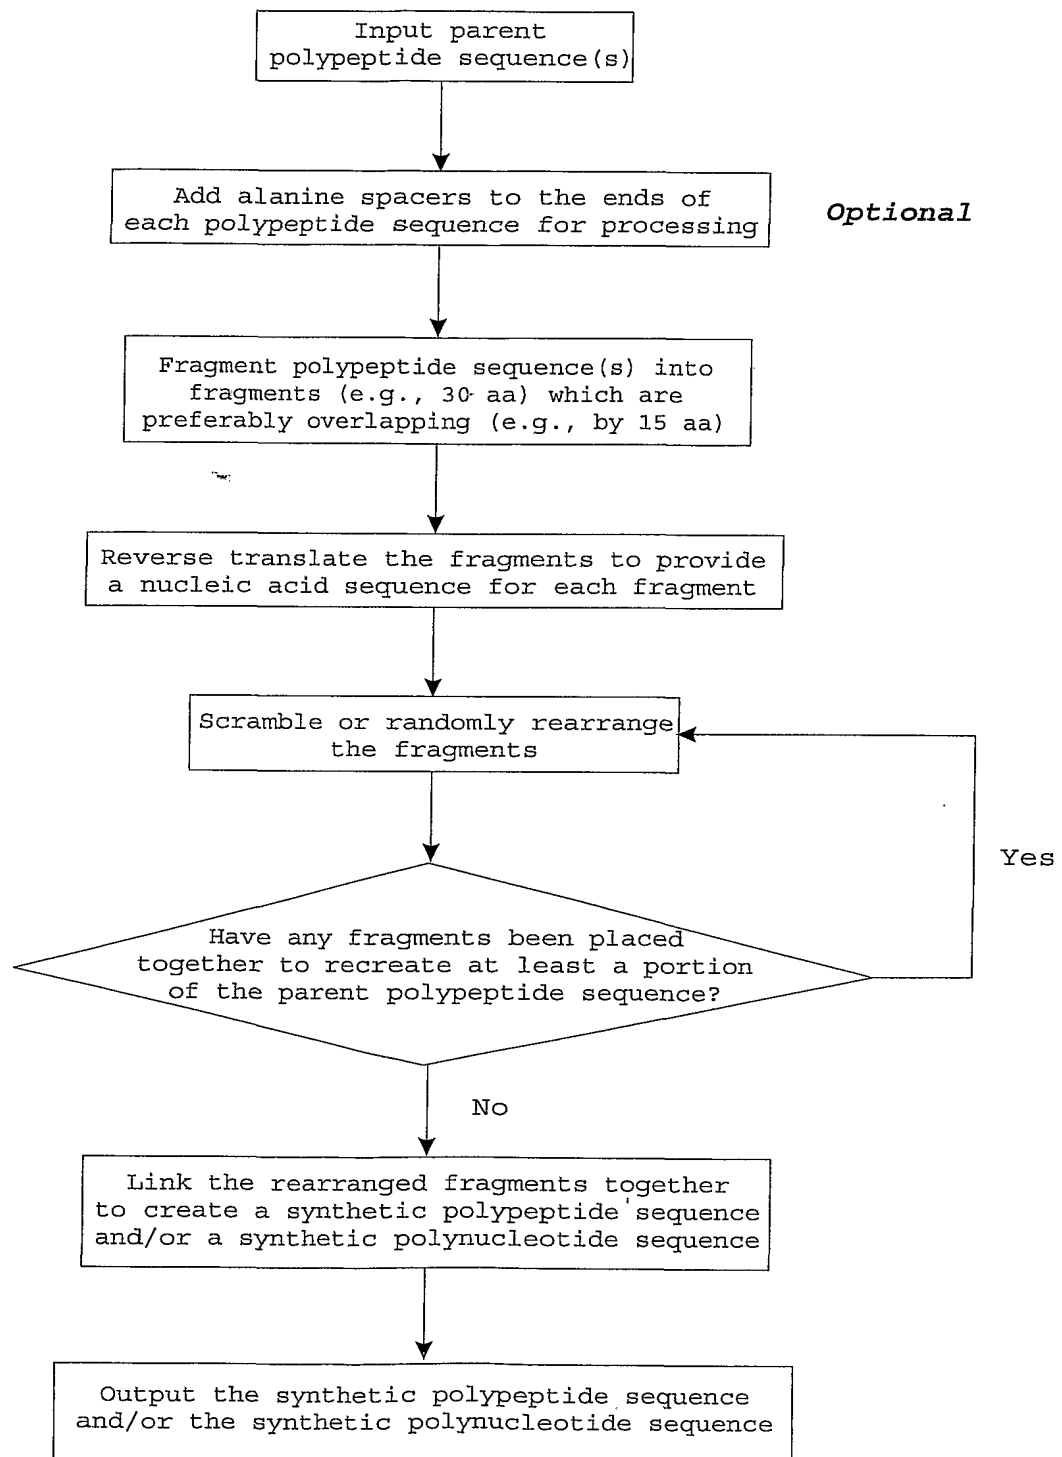 Input parent
polypeptide sequence(s)
Add alanine spacers to the ends of
each polypeptide sequence for processing
Optional
Fragment polypeptide sequence(s) into
fragments (e.g., 30 aa) which are
preferably overlapping (e.g., by 15 aa)
Reverse translate the fragments to provide
a nucleic acid sequence for each fragment
Scramble or randomly rearrange
the fragments
Yes
Have any fragments been placed
together to recreate at least a portion
of the parent polypeptide sequence?
No
Link the rearranged fragments together
to create a synthetic polypeptide sequence
and/or a synthetic polynucleotide sequence
Output the synthetic polypeptide sequence
and/or the synthetic polynucleotide sequence